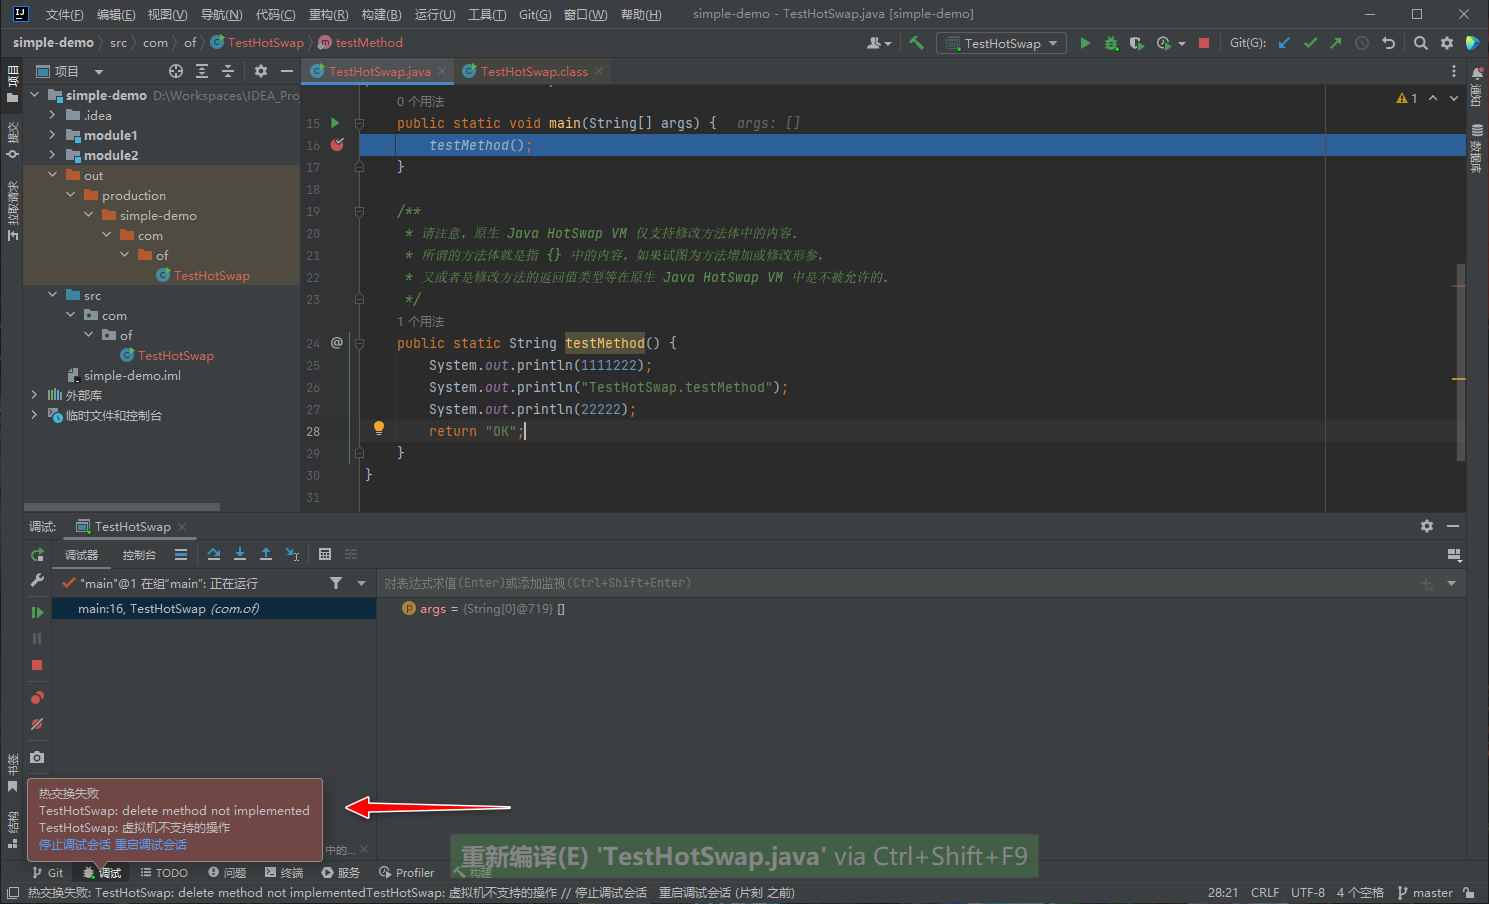 文件(F) 编辑(E) 视图(V) 导航(N) 代码(C) 重构(R) 构建(B) 运行(U) 工具(T) Git(G) 窗口(W) 帮助(H) simple-demo - TestHotSwap.java [simple-demo]
simple-demo src com of TestHotSwap testMethod TestHotSwap Git(G):
项目 TestHotSwap.java TestHotSwap.class
项目
提交
拉取请求
simple-demo D:\Workspaces\IDEA_Pro
.idea
module1
module2
out
production
simple-demo
com
of
TestHotSwap
src
com
of
TestHotSwap
simple-demo.iml
外部库
临时文件和控制台
0 个用法
15 public static void main(String[] args) { args: []
16 testMethod();
17 }
18
19 /**
20 * 请注意，原生 Java HotSwap VM 仅支持修改方法体中的内容.
21 * 所谓的方法体就是指 {} 中的内容，如果试图为方法增加或修改形参，
22 * 又或者是修改方法的返回值类型等在原生 Java HotSwap VM 中是不被允许的.
23 */
1 个用法
24 @ public static String testMethod() {
25 System.out.println(1111222);
26 System.out.println("TestHotSwap.testMethod");
27 System.out.println(22222);
28 return "OK";
29 }
30 }
31
1
通知
数据库
调试: TestHotSwap
调试器 控制台
"main"@1 在组"main": 正在运行
main:16, TestHotSwap (com.of)
对表达式求值(Enter)或添加监视(Ctrl+Shift+Enter)
args = {String[0]@719} []
书签
结构
热交换失败
TestHotSwap: delete method not implemented
TestHotSwap: 虚拟机不支持的操作
停止调试会话 重启调试会话
中的...
重新编译(E) 'TestHotSwap.java' via Ctrl+Shift+F9
Git 调试 TODO 问题 终端 服务 Profiler 构建
热交换失败: TestHotSwap: delete method not implementedTestHotSwap: 虚拟机不支持的操作 // 停止调试会话 重启调试会话 (片刻 之前) 28:21 CRLF UTF-8 4 个空格 master